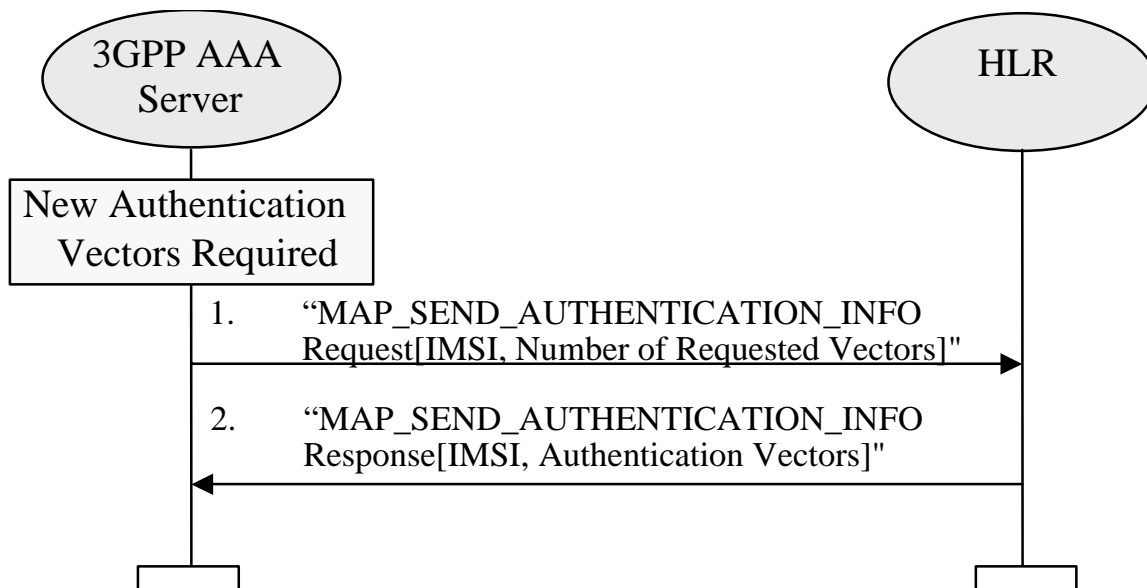 3GPP AAA
Server
HLR
New Authentication
Vectors Required
1. “MAP_SEND_AUTHENTICATION_INFO
Request[IMSI, Number of Requested Vectors]"
2. “MAP_SEND_AUTHENTICATION_INFO
Response[IMSI, Authentication Vectors]"